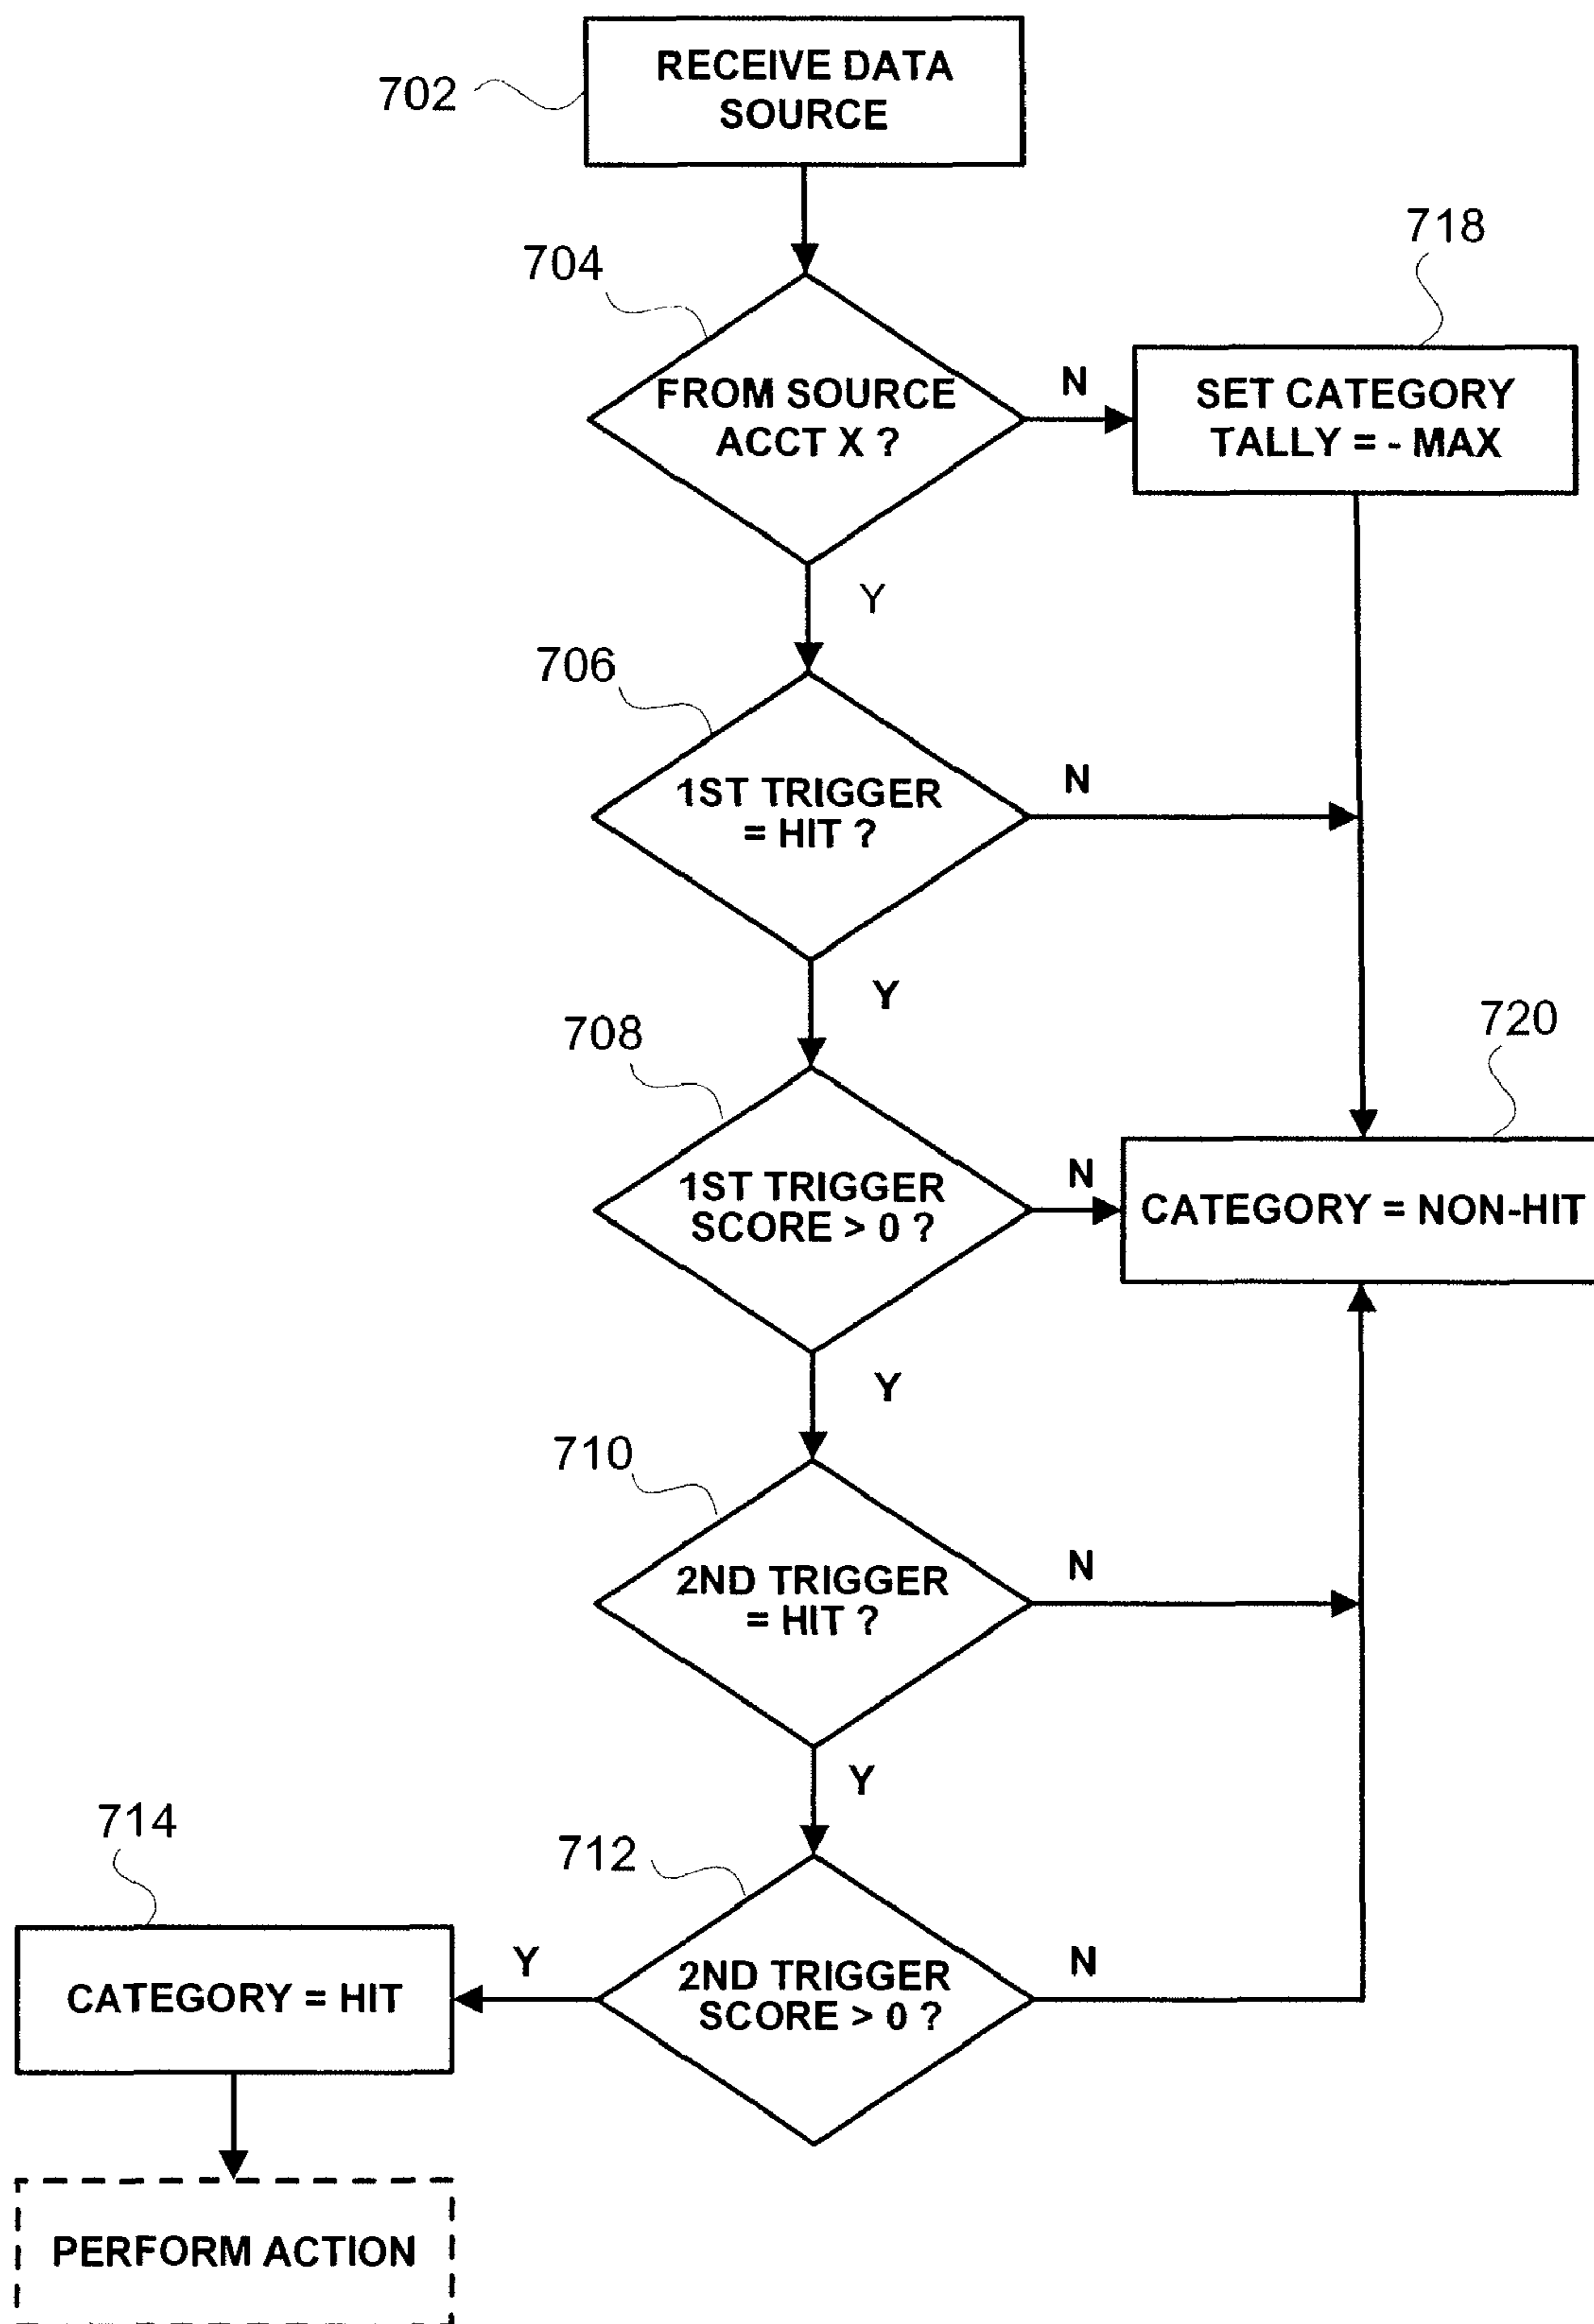 RECEIVE DATA
SOURCE
702
704
718
FROM SOURCE
ACCT X ?
N
SET CATEGORY
TALLY = - MAX
Y
706
1ST TRIGGER
= HIT ?
N
Y
708
720
1ST TRIGGER
SCORE > 0 ?
N
CATEGORY = NON-HIT
Y
710
2ND TRIGGER
= HIT ?
N
Y
714
712
CATEGORY = HIT
Y
2ND TRIGGER
SCORE > 0 ?
N
PERFORM ACTION